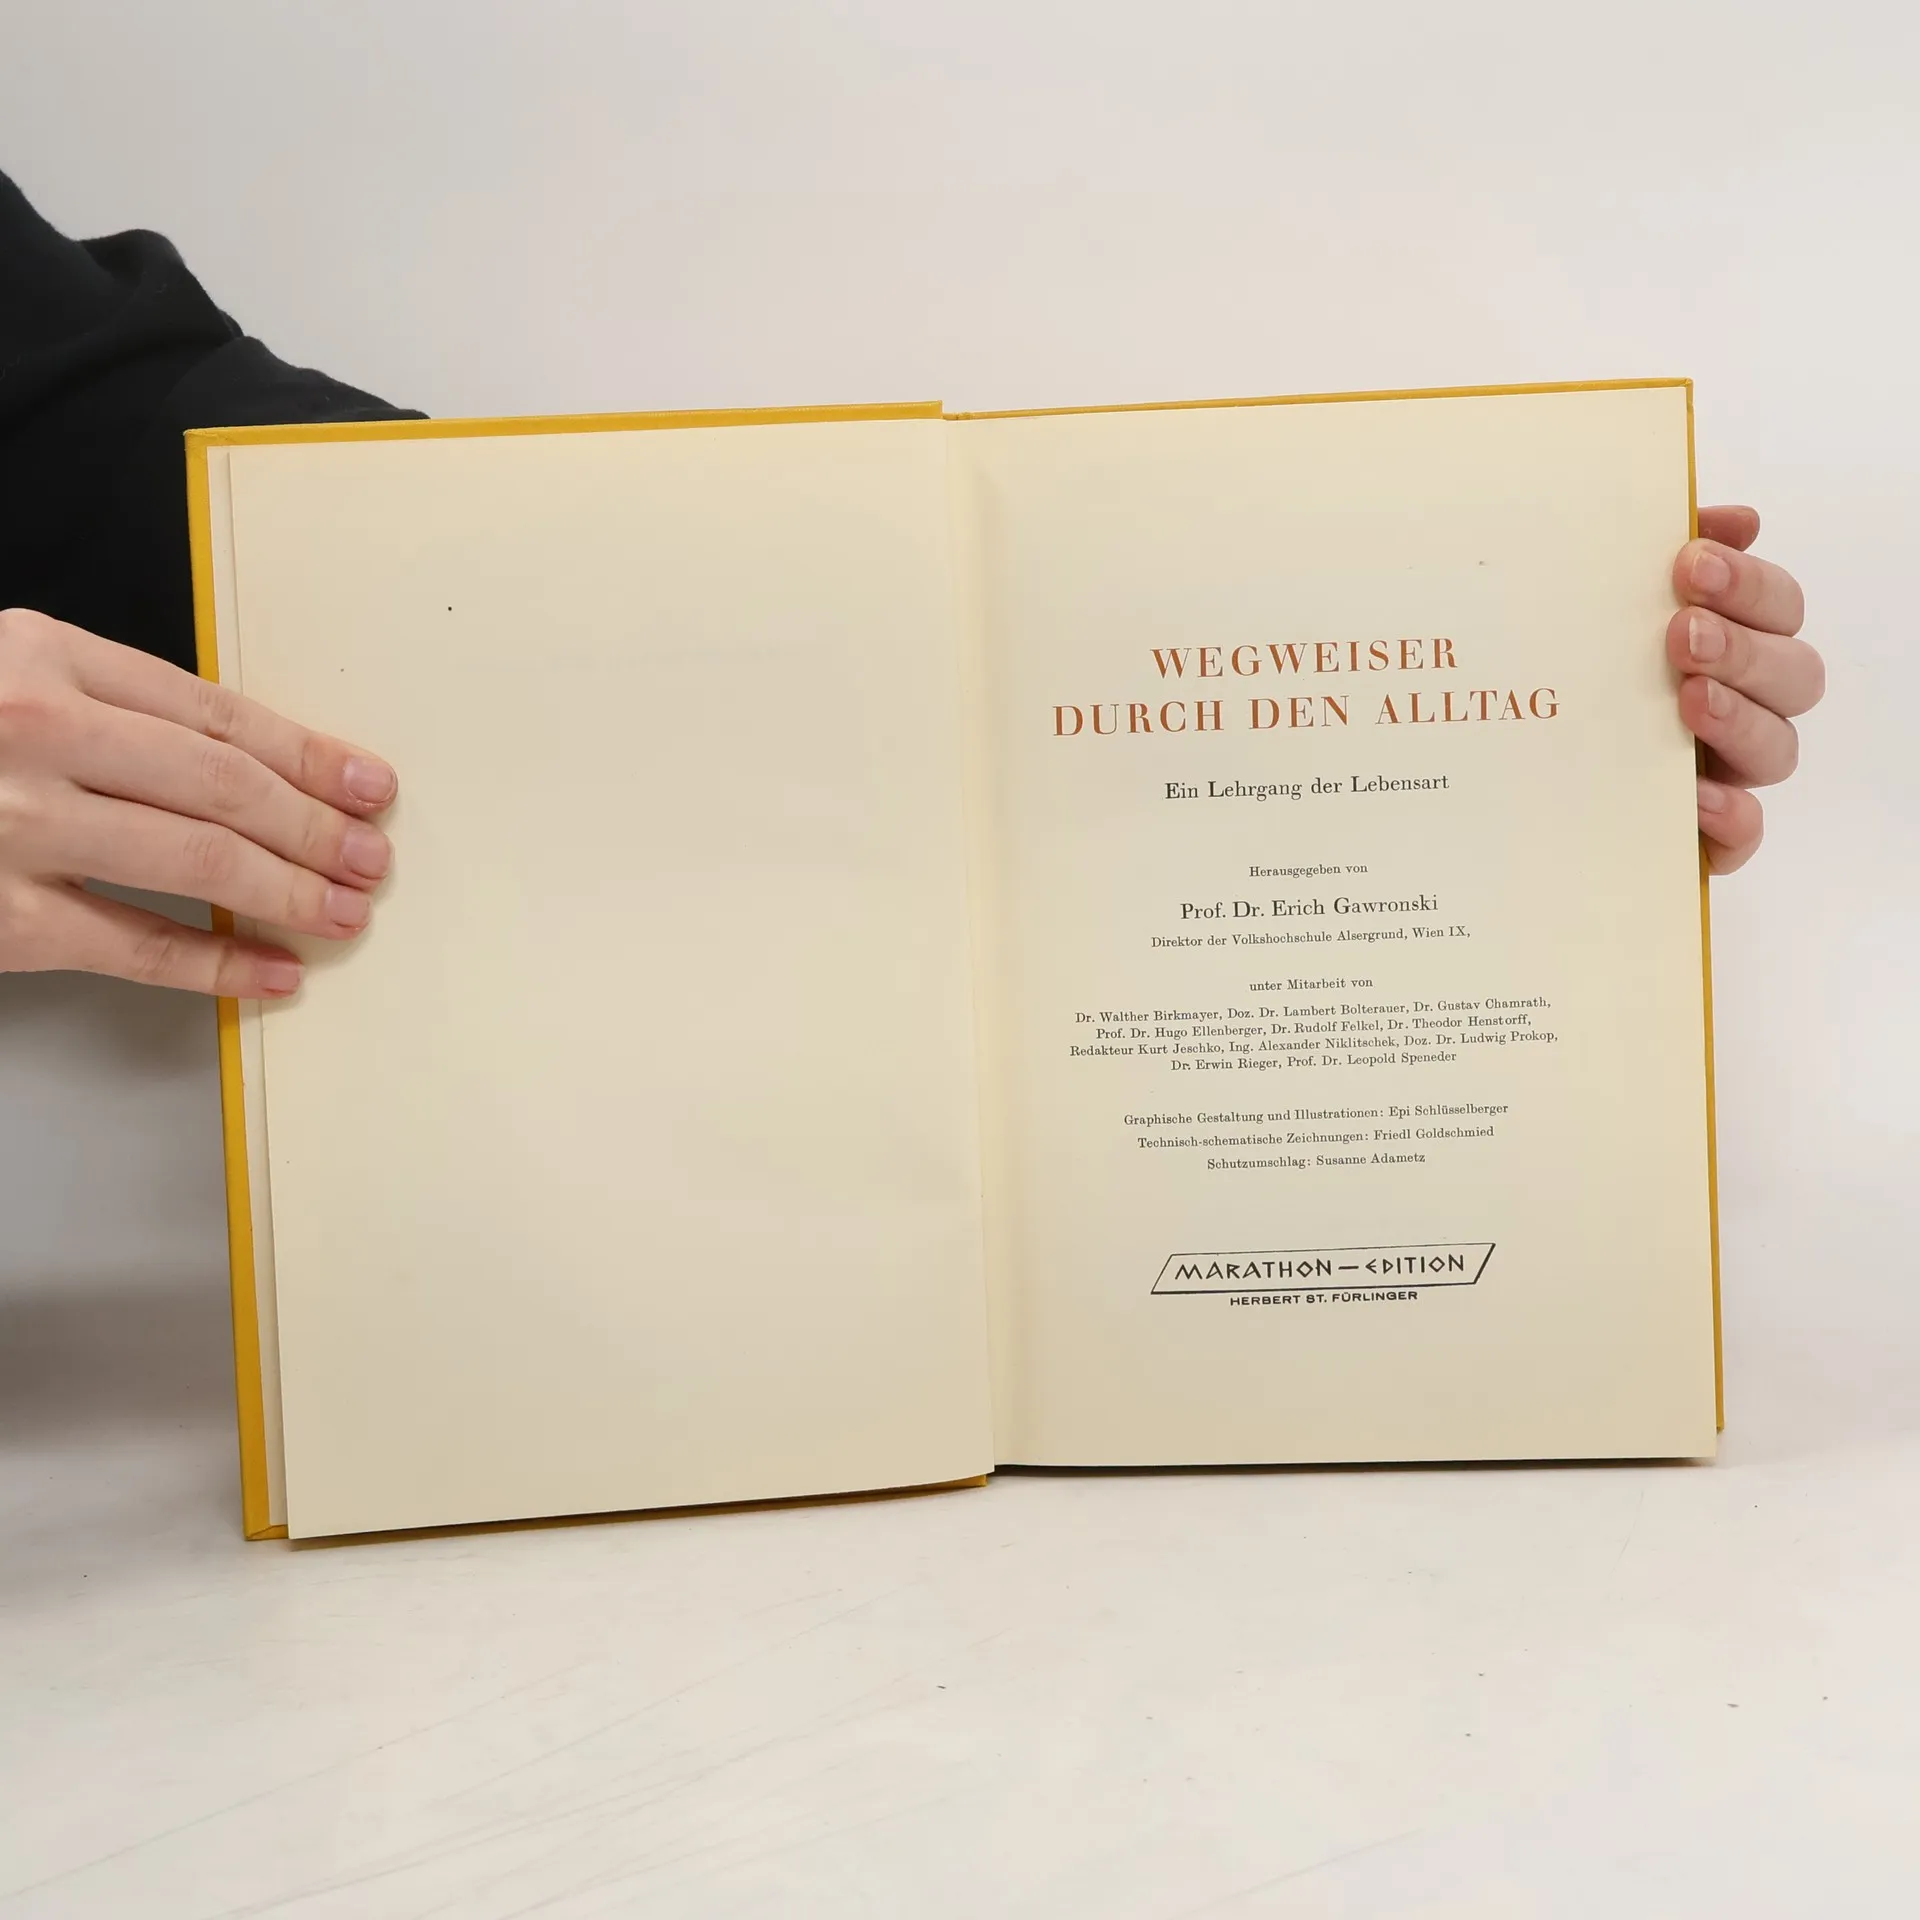 WEGWEISER
DURCH DEN ALLTAG
Ein Lehrgang der Lebensart
Herausgegeben von
Prof. Dr. Erich Gawronski
Direktor der Volkshochschule Alsergrund, Wien IX,
unter Mitarbeit von
Dr. Walther Birkmayer, Doz. Dr. Lambert Bolterauer, Dr. Gustav Chamrath,
Prof. Dr. Hugo Ellenberger, Dr. Rudolf Felkel, Dr. Theodor Henstorff,
Redakteur Kurt Jeschko, Ing. Alexander Niklitschek, Doz. Dr. Ludwig Prokop,
Dr. Erwin Rieger, Prof. Dr. Leopold Speneder
Graphische Gestaltung und Illustrationen: Epi Schlüsselberger
Technisch-schematische Zeichnungen: Friedl Goldschmied
Schutzumschlag: Susanne Adametz
MARATHON — EDITION
HERBERT ST. FÜRLINGER